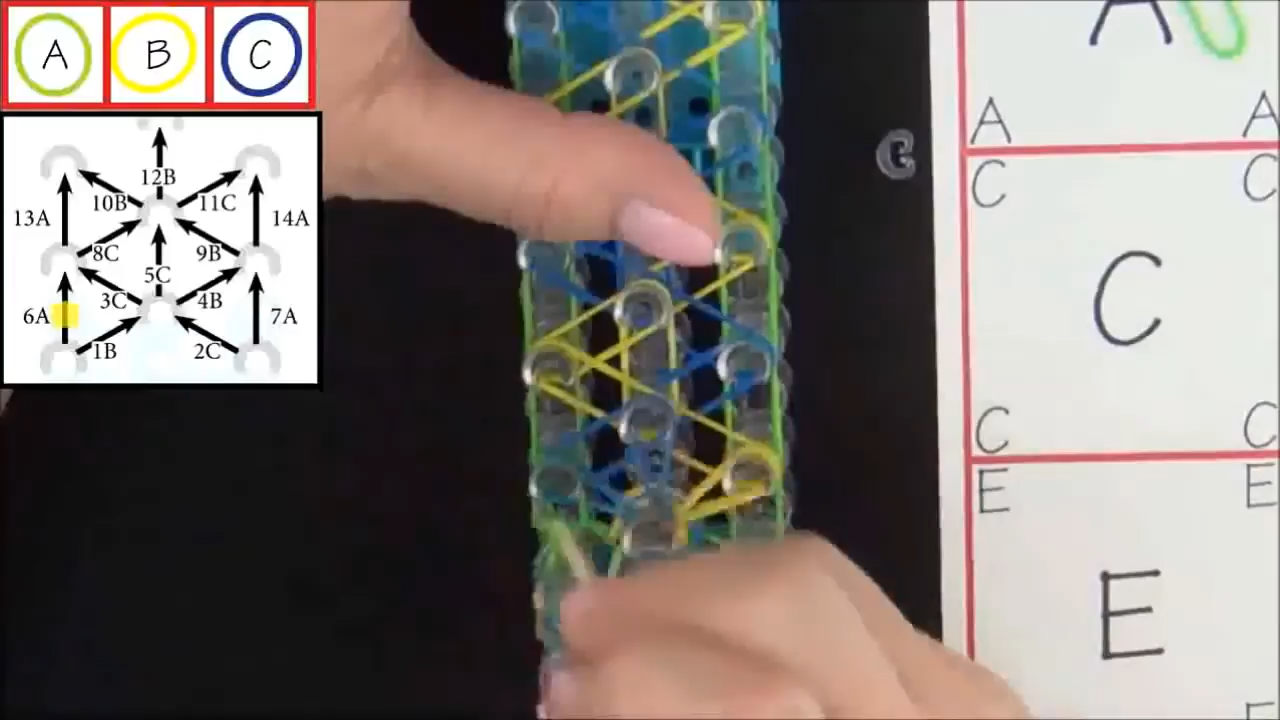 A B C
12B
10B 11C
13A 14A
8C 9B
5C
3C 4B
6A 7A
1B 2C
A
A A
C C
C
C C
E E
E